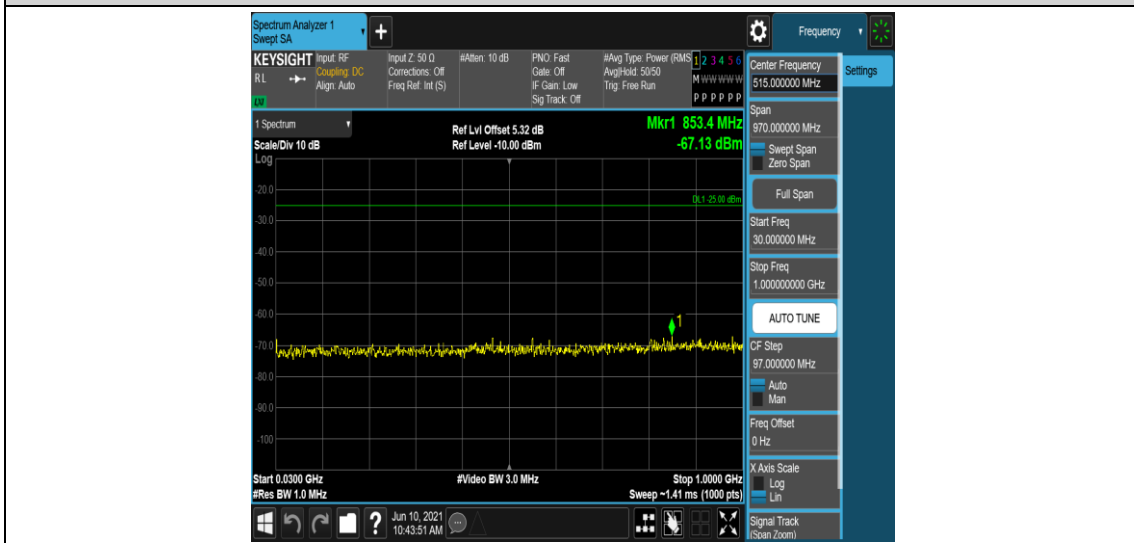 Spectrum Analyzer 1
Swept SA
+
Frequency
KEYSIGHT
RL
LXI
Input: RF
Coupling: DC
Align: Auto
Input Z: 50 Ω
Corrections: Off
Freq Ref: Int (S)
#Atten: 10 dB
PNO: Fast
Gate: Off
IF Gain: Low
Sig Track: Off
#Avg Type: Power (RMS
Avg|Hold: 50/50
Trig: Free Run
1 2 3 4 5 6
M W W W W W
P P P P P P
1 Spectrum
Scale/Div 10 dB
Ref Lvl Offset 5.32 dB
Ref Level -10.00 dBm
Mkr1 853.4 MHz
-67.13 dBm
Log
-20.0
DL1 -25.00 dBm
-30.0
-40.0
-50.0
-60.0
1
-70.0
-80.0
-90.0
-100
Start 0.0300 GHz
#Video BW 3.0 MHz
Stop 1.0000 GHz
#Res BW 1.0 MHz
Sweep ~1.41 ms (1000 pts)
?
Jun 10, 2021
10:43:51 AM
Center Frequency
515.000000 MHz
Settings
Span
970.000000 MHz
Swept Span
Zero Span
Full Span
Start Freq
30.000000 MHz
Stop Freq
1.000000000 GHz
AUTO TUNE
CF Step
97.000000 MHz
Auto
Man
Freq Offset
0 Hz
X Axis Scale
Log
Lin
Signal Track
(Span Zoom)